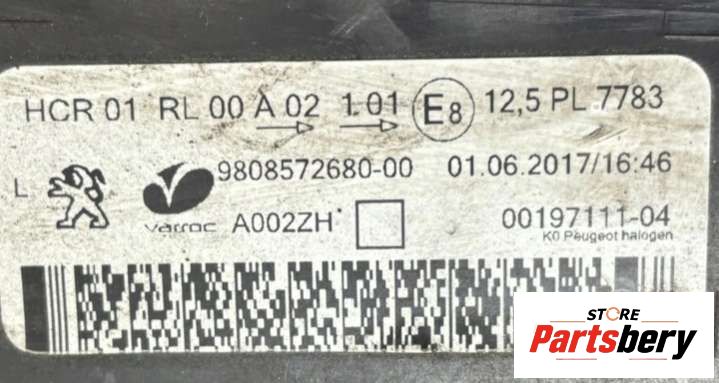 HCR 01 RL 00 A 02 1 01 E8 12,5 PL 7783
9808572680-00 01.06.2017/16:46
L
varroc A002ZH 00197111-04
K0 Peugeot halogen
STORE
Partsbery